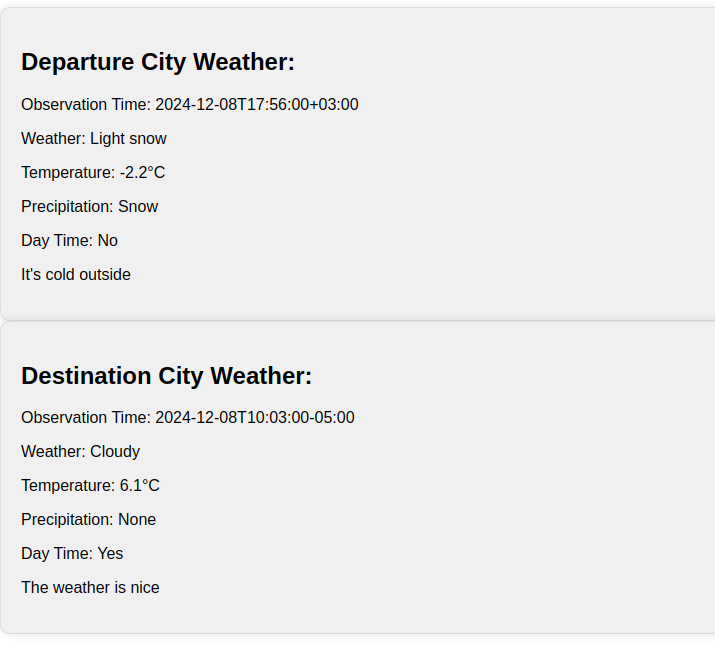 Departure City Weather:
Observation Time: 2024-12-08T17:56:00+03:00
Weather: Light snow
Temperature: -2.2°C
Precipitation: Snow
Day Time: No
It's cold outside
Destination City Weather:
Observation Time: 2024-12-08T10:03:00-05:00
Weather: Cloudy
Temperature: 6.1°C
Precipitation: None
Day Time: Yes
The weather is nice